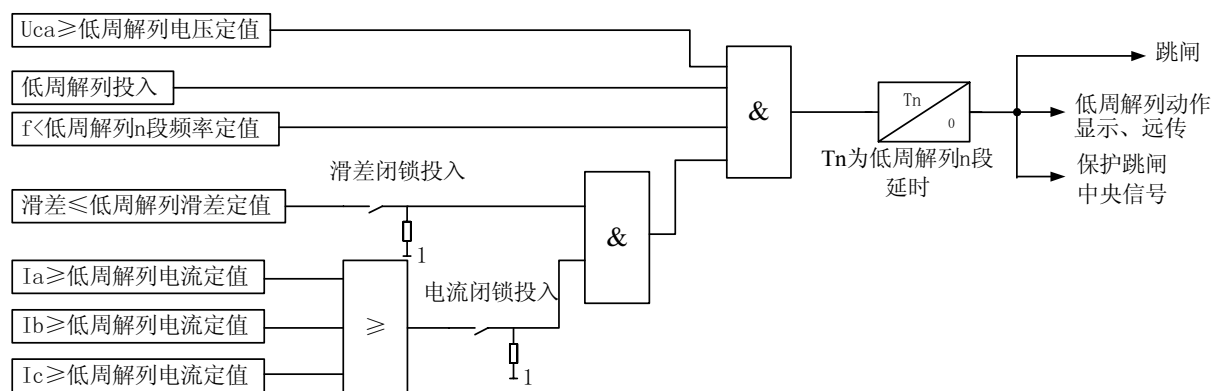 Uca≥低周解列电压定值
低周解列投入
f<低周解列n段频率定值
滑差闭锁投入
滑差≤低周解列滑差定值
1
Ia≥低周解列电流定值
Ib≥低周解列电流定值
Ic≥低周解列电流定值
≥
电流闭锁投入
1
&
&
Tn
0
Tn为低周解列n段
延时
跳闸
低周解列动作
显示、远传
保护跳闸
中央信号